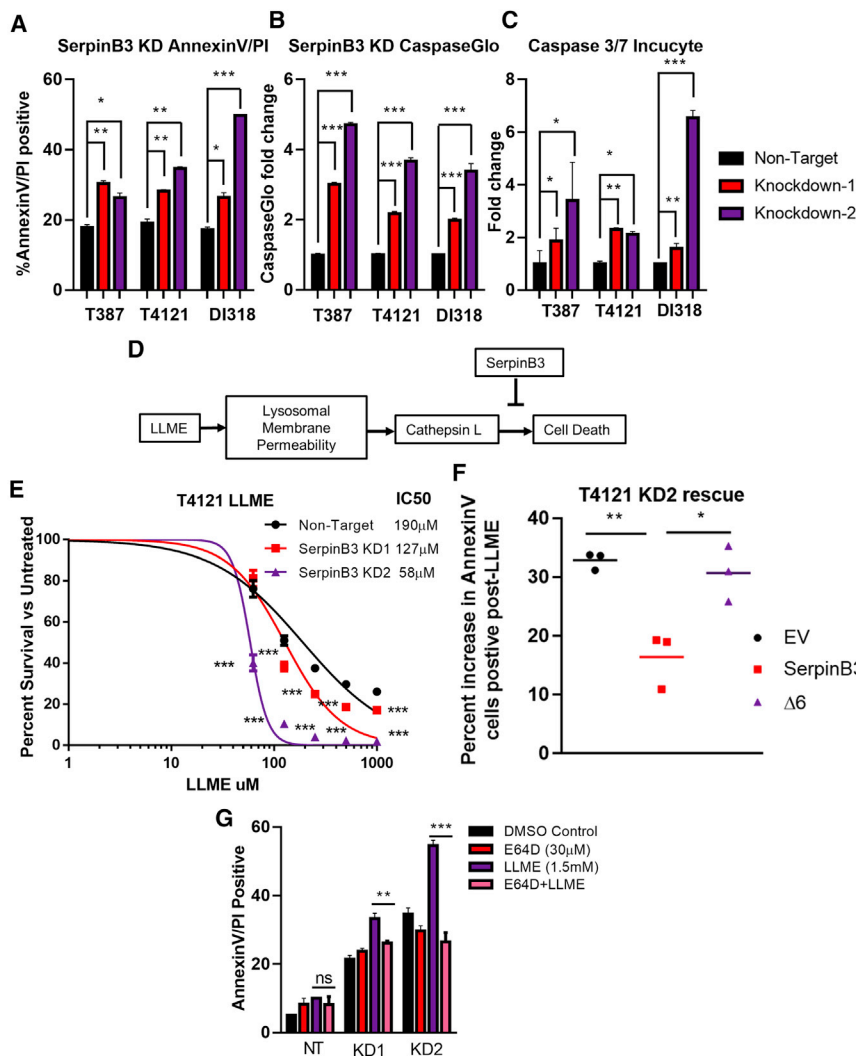 A
SerpinB3 KD AnnexinV/PI
%AnnexinV/PI positive
60
40
20
0
*
**
**
**
***
*
T387
T4121
DI318
B
SerpinB3 KD CaspaseGlo
CaspaseGlo fold change
6
4
2
0
***
***
***
***
***
***
T387
T4121
DI318
C
Caspase 3/7 Incucyte
Fold change
8
6
4
2
0
*
*
*
**
***
**
T387
T4121
DI318
Non-Target
Knockdown-1
Knockdown-2
D
SerpinB3
LLME
Lysosomal
Membrane
Permeability
Cathepsin L
Cell Death
E
T4121 LLME
IC50
Non-Target 190µM
SerpinB3 KD1 127µM
SerpinB3 KD2 58µM
Percent Survival vs Untreated
100
80
60
40
20
0
***
***
***
***
***
***
***
***
***
1
10
100
1000
LLME uM
F
T4121 KD2 rescue
Percent increase in AnnexinV
cells postive post-LLME
40
30
20
10
0
**
*
EV
SerpinB3
Δ6
G
AnnexinV/PI Positive
60
40
20
0
ns
**
***
NT
KD1
KD2
DMSO Control
E64D (30µM)
LLME (1.5mM)
E64D+LLME